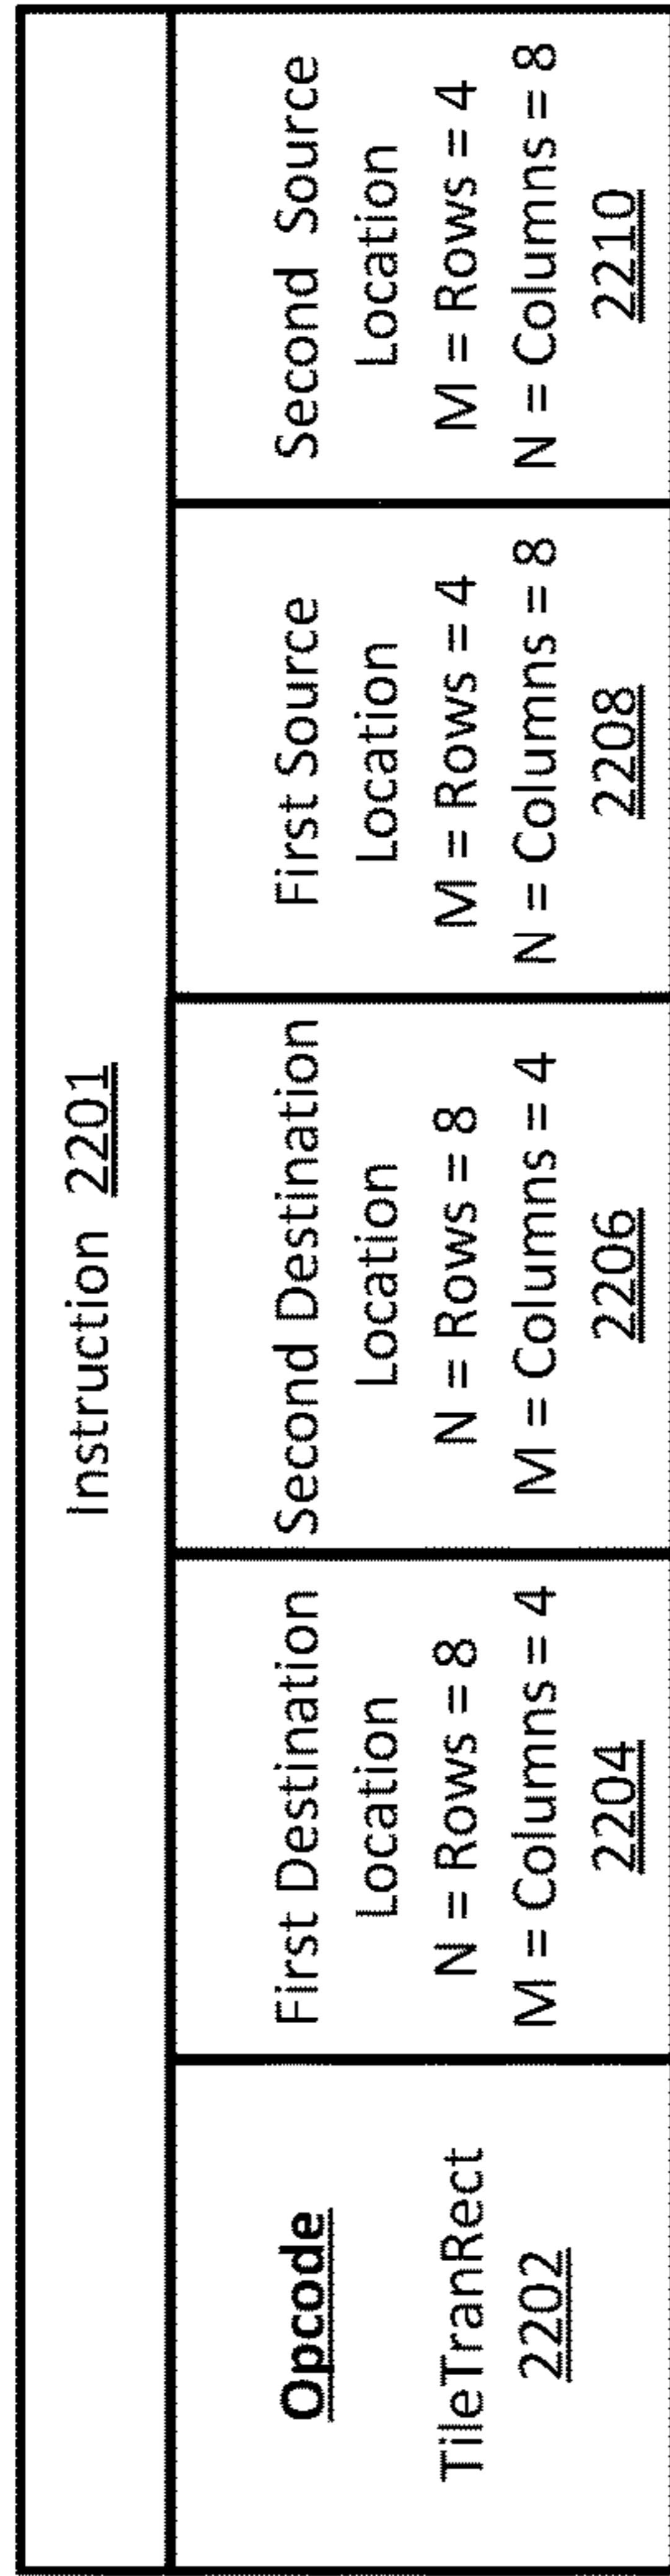 Instruction 2201
Opcode
TileTranRect
2202
First Destination
Location
N = Rows = 8
M = Columns = 4
2204
Second Destination
Location
N = Rows = 8
M = Columns = 4
2206
First Source
Location
M = Rows = 4
N = Columns = 8
2208
Second Source
Location
M = Rows = 4
N = Columns = 8
2210